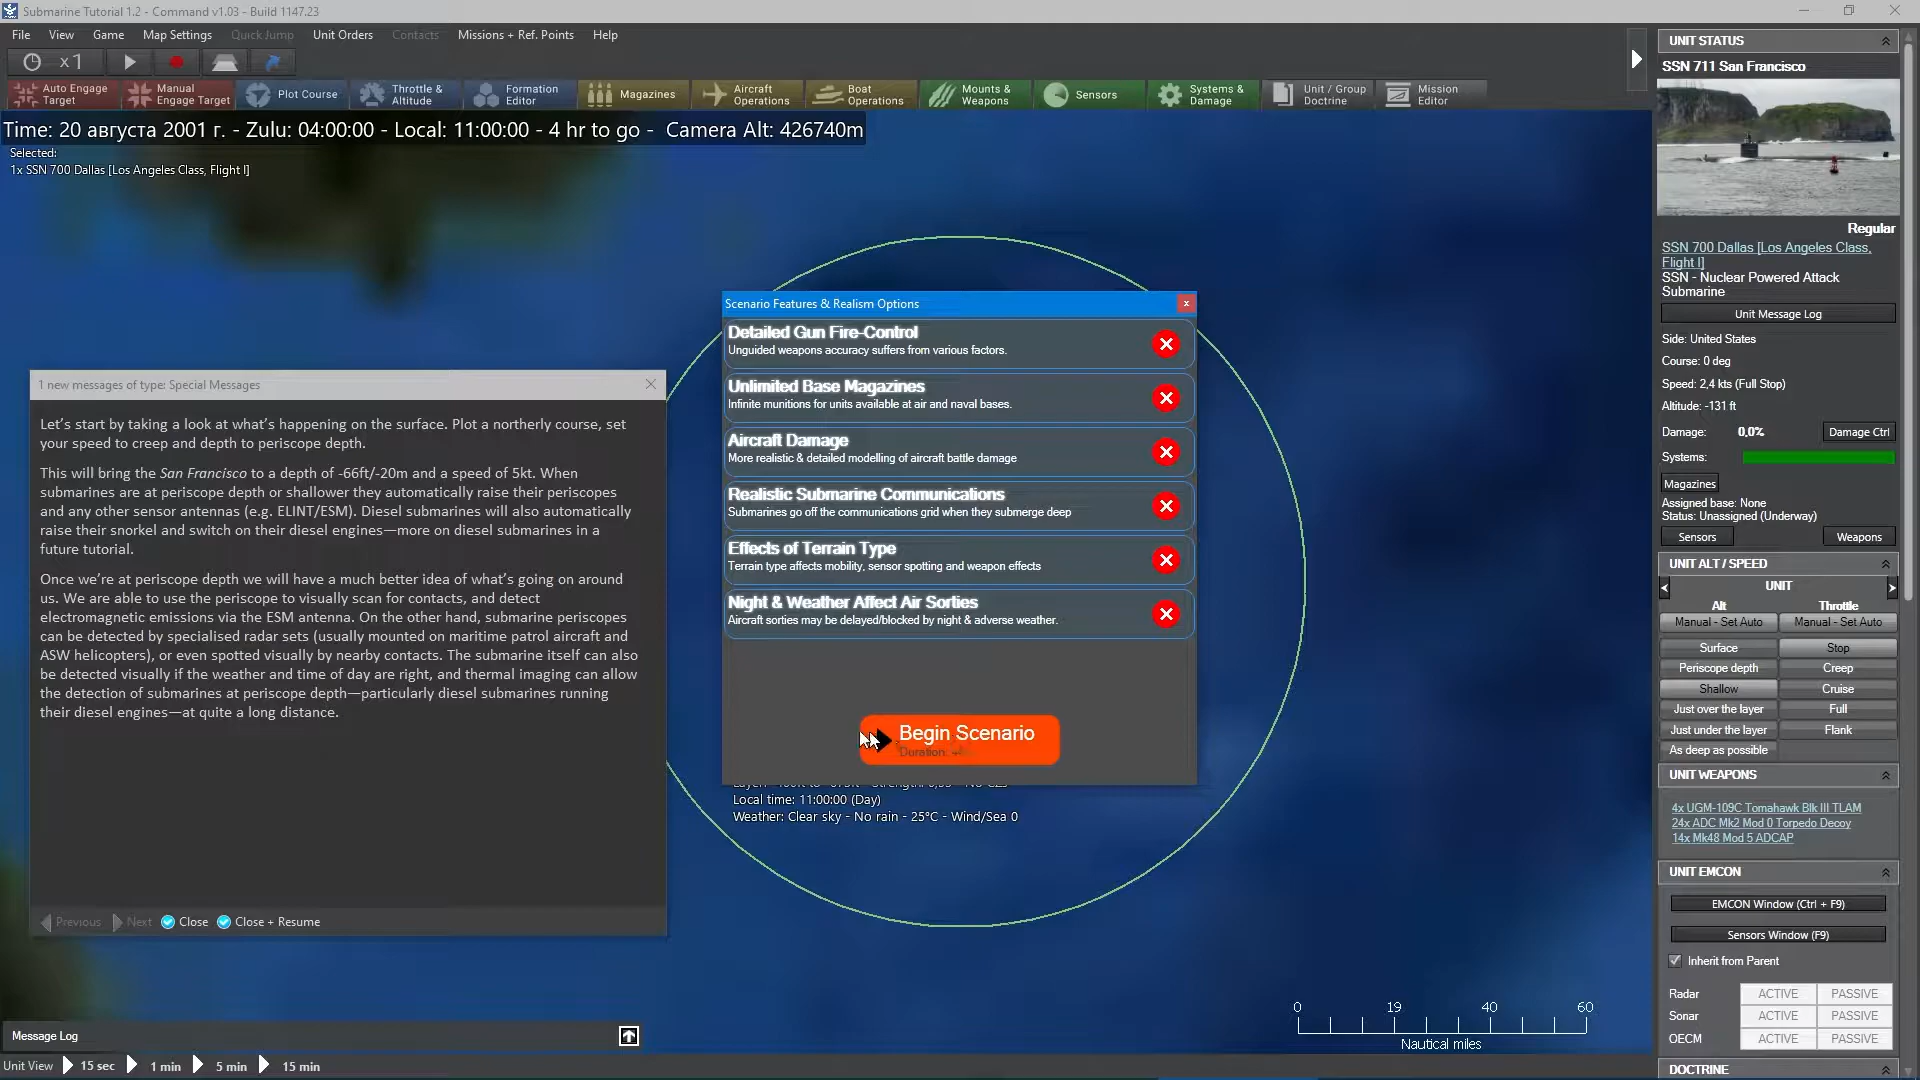 Submarine Tutorial 1.2 - Command v1.03 - Build 1147.23
File View Game Map Settings Quick Jump Unit Orders Contacts Missions + Ref. Points Help
x1
Auto Engage Target
Manual Engage Target
Plot Course
Throttle & Altitude
Formation Editor
Magazines
Aircraft Operations
Boat Operations
Mounts & Weapons
Sensors
Systems & Damage
Unit / Group Doctrine
Mission Editor
Time: 20 августа 2001 г. - Zulu: 04:00:00 - Local: 11:00:00 - 4 hr to go - Camera Alt: 426740m
Selected:
1x SSN 700 Dallas [Los Angeles Class, Flight I]
1 new messages of type: Special Messages
Let's start by taking a look at what's happening on the surface. Plot a northerly course, set
your speed to creep and depth to periscope depth.
This will bring the San Francisco to a depth of -66ft/-20m and a speed of 5kt. When
submarines are at periscope depth or shallower they automatically raise their periscopes
and any other sensor antennas (e.g. ELINT/ESM). Diesel submarines will also automatically
raise their snorkel and switch on their diesel engines—more on diesel submarines in a
future tutorial.
Once we're at periscope depth we will have a much better idea of what's going on around
us. We are able to use the periscope to visually scan for contacts, and detect
electromagnetic emissions via the ESM antenna. On the other hand, submarine periscopes
can be detected by specialised radar sets (usually mounted on maritime patrol aircraft and
ASW helicopters), or even spotted visually by nearby contacts. The submarine itself can also
be detected visually if the weather and time of day are right, and thermal imaging can allow
the detection of submarines at periscope depth—particularly diesel submarines running
their diesel engines—at quite a long distance.
Previous Next Close Close + Resume
Scenario Features & Realism Options
Detailed Gun Fire-Control
Unguided weapons accuracy suffers from various factors.
Unlimited Base Magazines
Infinite munitions for units available at air and naval bases.
Aircraft Damage
More realistic & detailed modelling of aircraft battle damage
Realistic Submarine Communications
Submarines go off the communications grid when they submerge deep
Effects of Terrain Type
Terrain type affects mobility, sensor spotting and weapon effects
Night & Weather Affect Air Sorties
Aircraft sorties may be delayed/blocked by night & adverse weather.
Begin Scenario
Duration:
Local time: 11:00:00 (Day)
Weather: Clear sky - No rain - 25°C - Wind/Sea 0
0 19 40 60
Nautical miles
Message Log
Unit View 15 sec 1 min 5 min 15 min
UNIT STATUS
SSN 711 San Francisco
Regular
SSN 700 Dallas [Los Angeles Class,
Flight I]
SSN - Nuclear Powered Attack
Submarine
Unit Message Log
Side: United States
Course: 0 deg
Speed: 2,4 kts (Full Stop)
Altitude: -131 ft
Damage: 0,0% Damage Ctrl
Systems:
Magazines
Assigned base: None
Status: Unassigned (Underway)
Sensors Weapons
UNIT ALT / SPEED
UNIT
Alt Throttle
Manual - Set Auto Manual - Set Auto
Surface Stop
Periscope depth Creep
Shallow Cruise
Just over the layer Full
Just under the layer Flank
As deep as possible
UNIT WEAPONS
4x UGM-109C Tomahawk Blk III TLAM
24x ADC Mk2 Mod 0 Torpedo Decoy
14x Mk48 Mod 5 ADCAP
UNIT EMCON
EMCON Window (Ctrl + F9)
Sensors Window (F9)
Inherit from Parent
Radar ACTIVE PASSIVE
Sonar ACTIVE PASSIVE
OECM ACTIVE PASSIVE
DOCTRINE